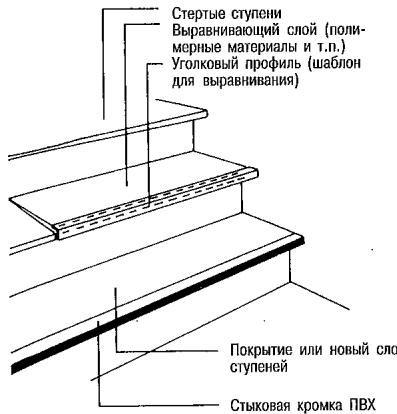 Стертые ступени
Выравнивающий слой (поли-
мерные материалы и т.п.)
Уголковый профиль (шаблон
для выравнивания)
Покрытие или новый сло
ступеней
Стыковая кромка ПВХ